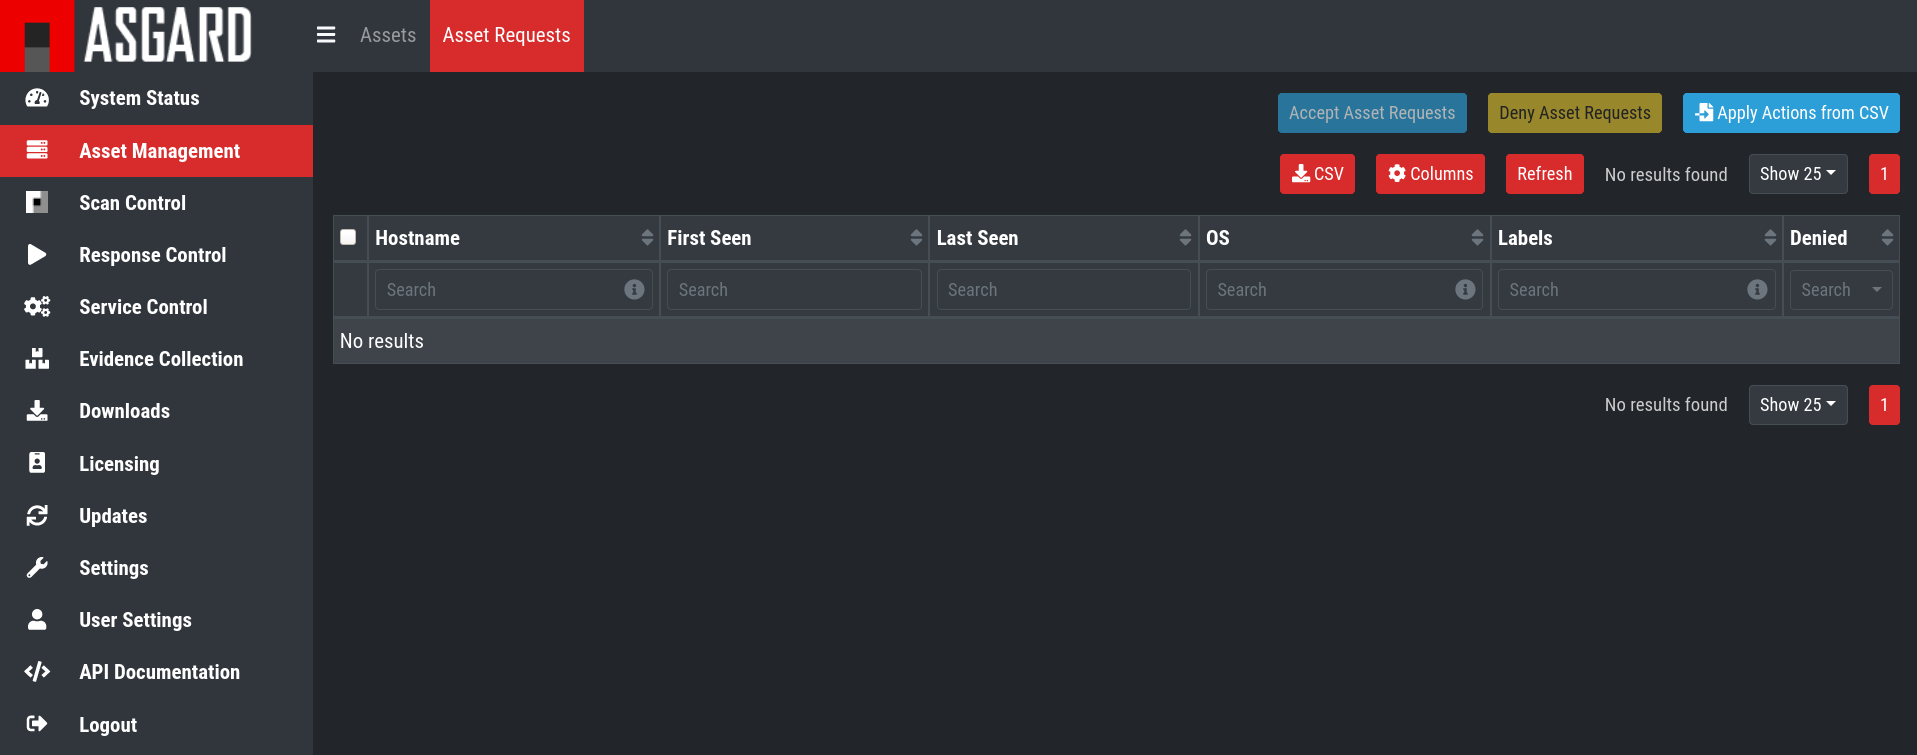 ASGARD
Assets
Asset Requests
System Status
Asset Management
Scan Control
Response Control
Service Control
Evidence Collection
Downloads
Licensing
Updates
Settings
User Settings
API Documentation
Logout
Accept Asset Requests
Deny Asset Requests
Apply Actions from CSV
CSV
Columns
Refresh
No results found
Show 25
1
Hostname
First Seen
Last Seen
OS
Labels
Denied
Search
Search
Search
Search
Search
Search
No results
No results found
Show 25
1